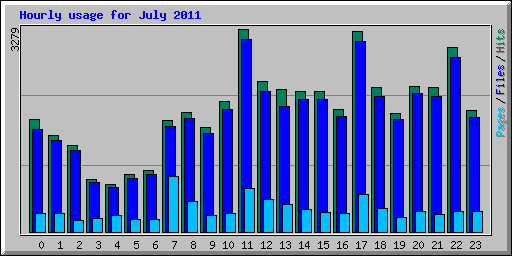 Hourly usage for July 2011
3279
Pages/Files/Hits
0 1 2 3 4 5 6 7 8 9 10 11 12 13 14 15 16 17 18 19 20 21 22 23